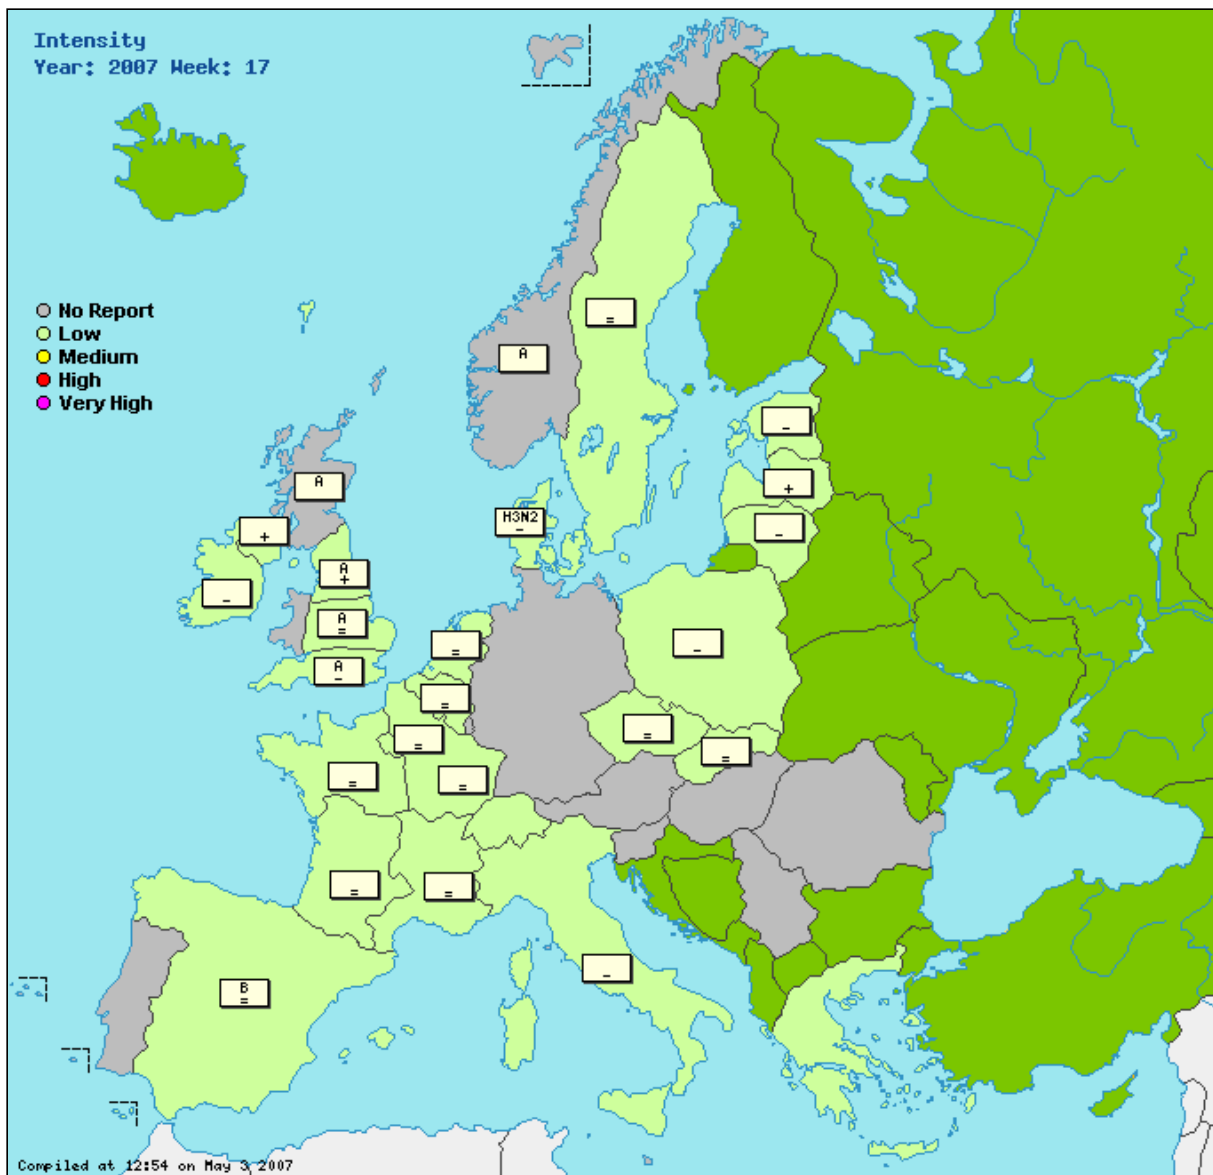 Intensity
Year: 2007 Week: 17
No Report
Low
Medium
High
Very High
=
A
-
A
+
H3N2
-
+
-
A
+
-
A
=
=
-
A
-
=
=
=
=
=
=
=
=
-
B
=
Compiled at 12:54 on May 3 2007